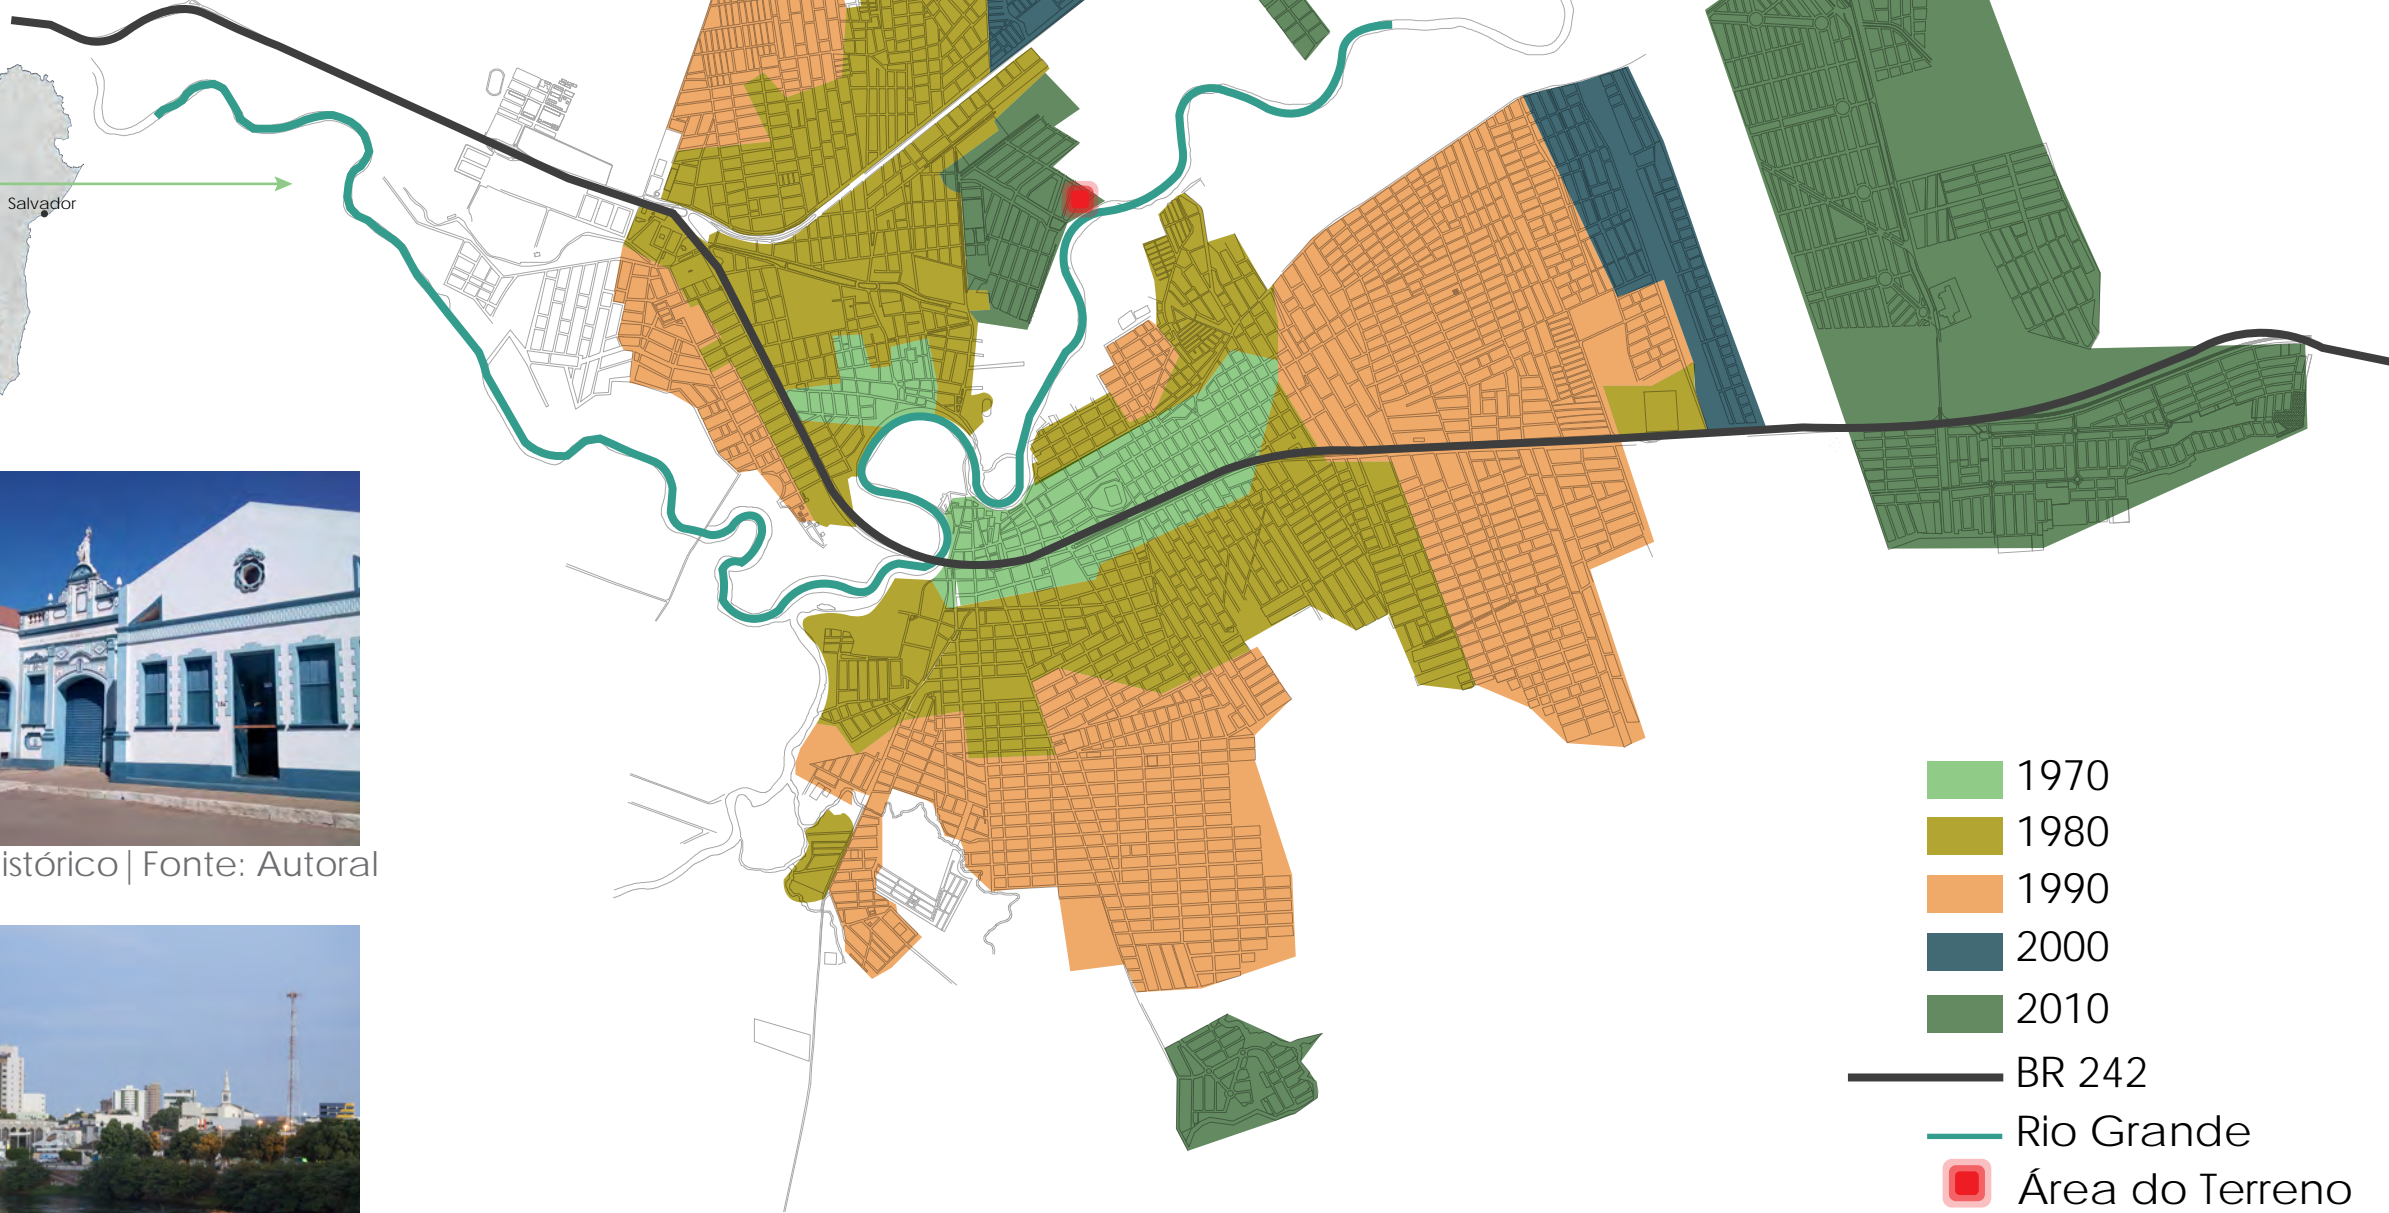 Salvador
istórico | Fonte: Autoral
1970
1980
1990
2000
2010
BR 242
Rio Grande
Área do Terreno